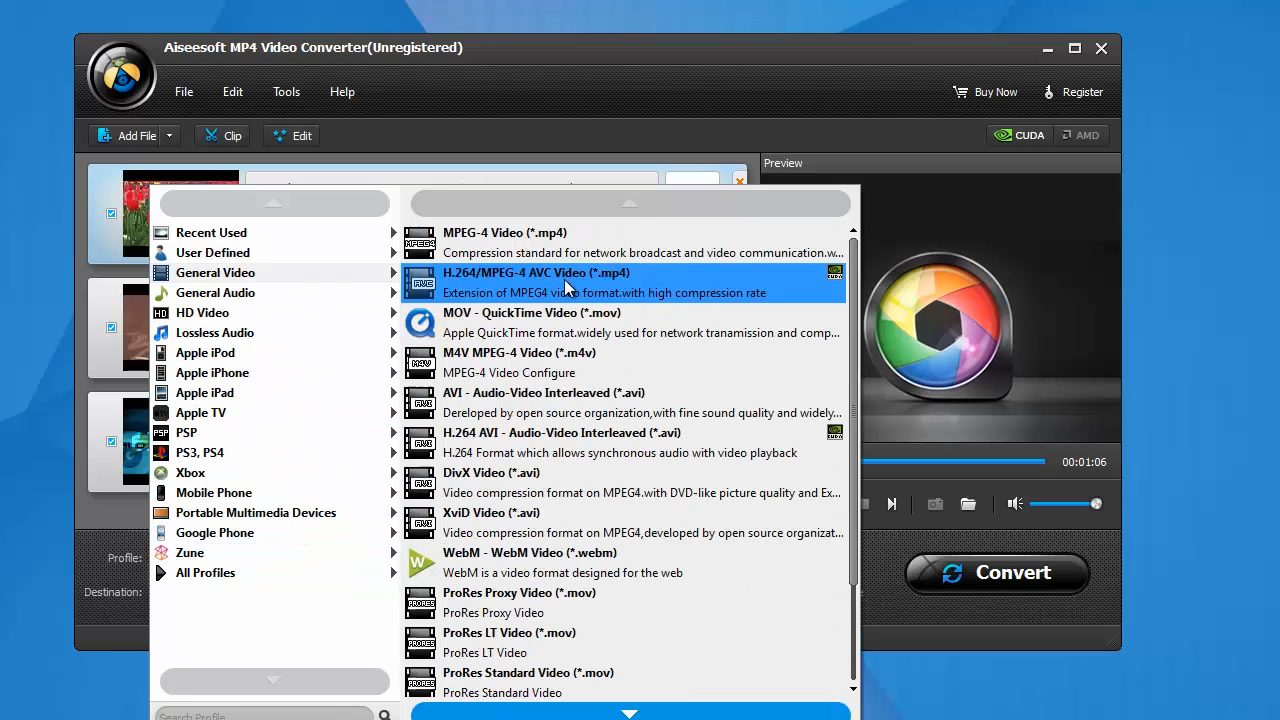 Aiseesoft MP4 Video Converter(Unregistered)
File Edit Tools Help
Buy Now Register
Add File Clip Edit
CUDA AMD
Preview
Recent Used
User Defined
General Video
General Audio
HD Video
Lossless Audio
Apple iPod
Apple iPhone
Apple iPad
Apple TV
PSP
PS3, PS4
Xbox
Mobile Phone
Portable Multimedia Devices
Google Phone
Zune
All Profiles
Search Profile
MPEG-4 Video (*.mp4)
Compression standard for network broadcast and video communication.w...
H.264/MPEG-4 AVC Video (*.mp4)
Extension of MPEG4 video format.with high compression rate
MOV - QuickTime Video (*.mov)
Apple QuickTime format.widely used for network tranmission and comp...
M4V MPEG-4 Video (*.m4v)
MPEG-4 Video Configure
AVI - Audio-Video Interleaved (*.avi)
Dereloped by open source organization,with fine sound quality and widely...
H.264 AVI - Audio-Video Interleaved (*.avi)
H.264 Format which allows synchronous audio with video playback
DivX Video (*.avi)
Video compression format on MPEG4.with DVD-like picture quality and Ex...
XviD Video (*.avi)
Video compression format on MPEG4,developed by open source organizat...
WebM - WebM Video (*.webm)
WebM is a video format designed for the web
ProRes Proxy Video (*.mov)
ProRes Proxy Video
ProRes LT Video (*.mov)
ProRes LT Video
ProRes Standard Video (*.mov)
ProRes Standard Video
00:01:06
Profile:
Destination:
Convert